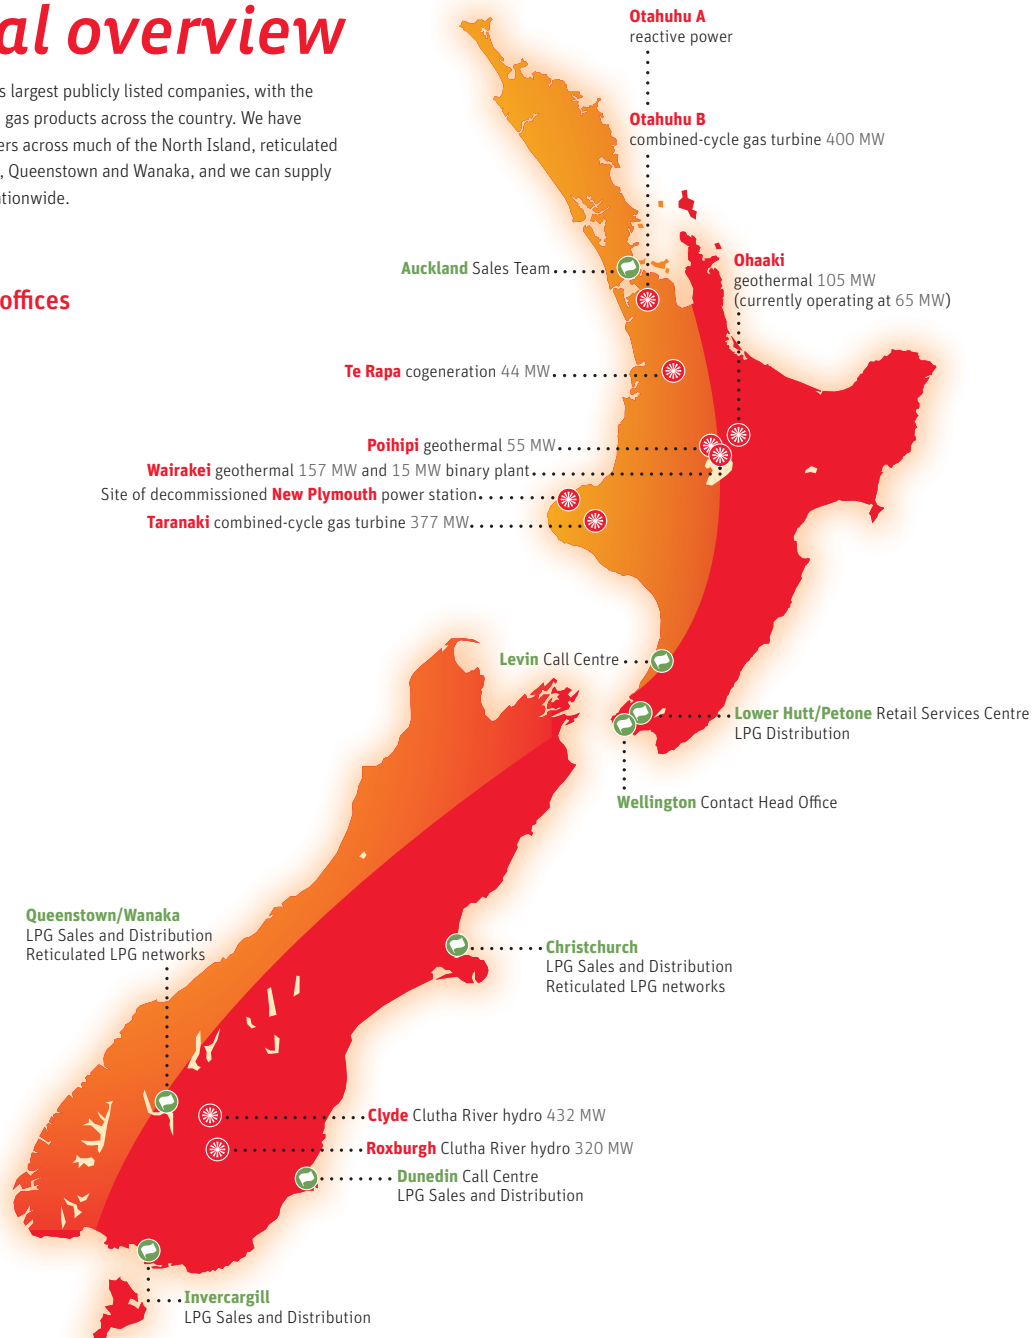 al overview
s largest publicly listed companies, with the
gas products across the country. We have
ers across much of the North Island, reticulated
, Queenstown and Wanaka, and we can supply
tionwide.
offices
Otahuhu A
reactive power
Otahuhu B
combined-cycle gas turbine 400 MW
Auckland Sales Team
Ohaaki
geothermal 105 MW
(currently operating at 65 MW)
Te Rapa cogeneration 44 MW
Poihipi geothermal 55 MW
Wairakei geothermal 157 MW and 15 MW binary plant
Site of decommissioned New Plymouth power station
Taranaki combined-cycle gas turbine 377 MW
Levin Call Centre
Lower Hutt/Petone Retail Services Centre
LPG Distribution
Wellington Contact Head Office
Queenstown/Wanaka
LPG Sales and Distribution
Reticulated LPG networks
Christchurch
LPG Sales and Distribution
Reticulated LPG networks
Clyde Clutha River hydro 432 MW
Roxburgh Clutha River hydro 320 MW
Dunedin Call Centre
LPG Sales and Distribution
Invercargill
LPG Sales and Distribution